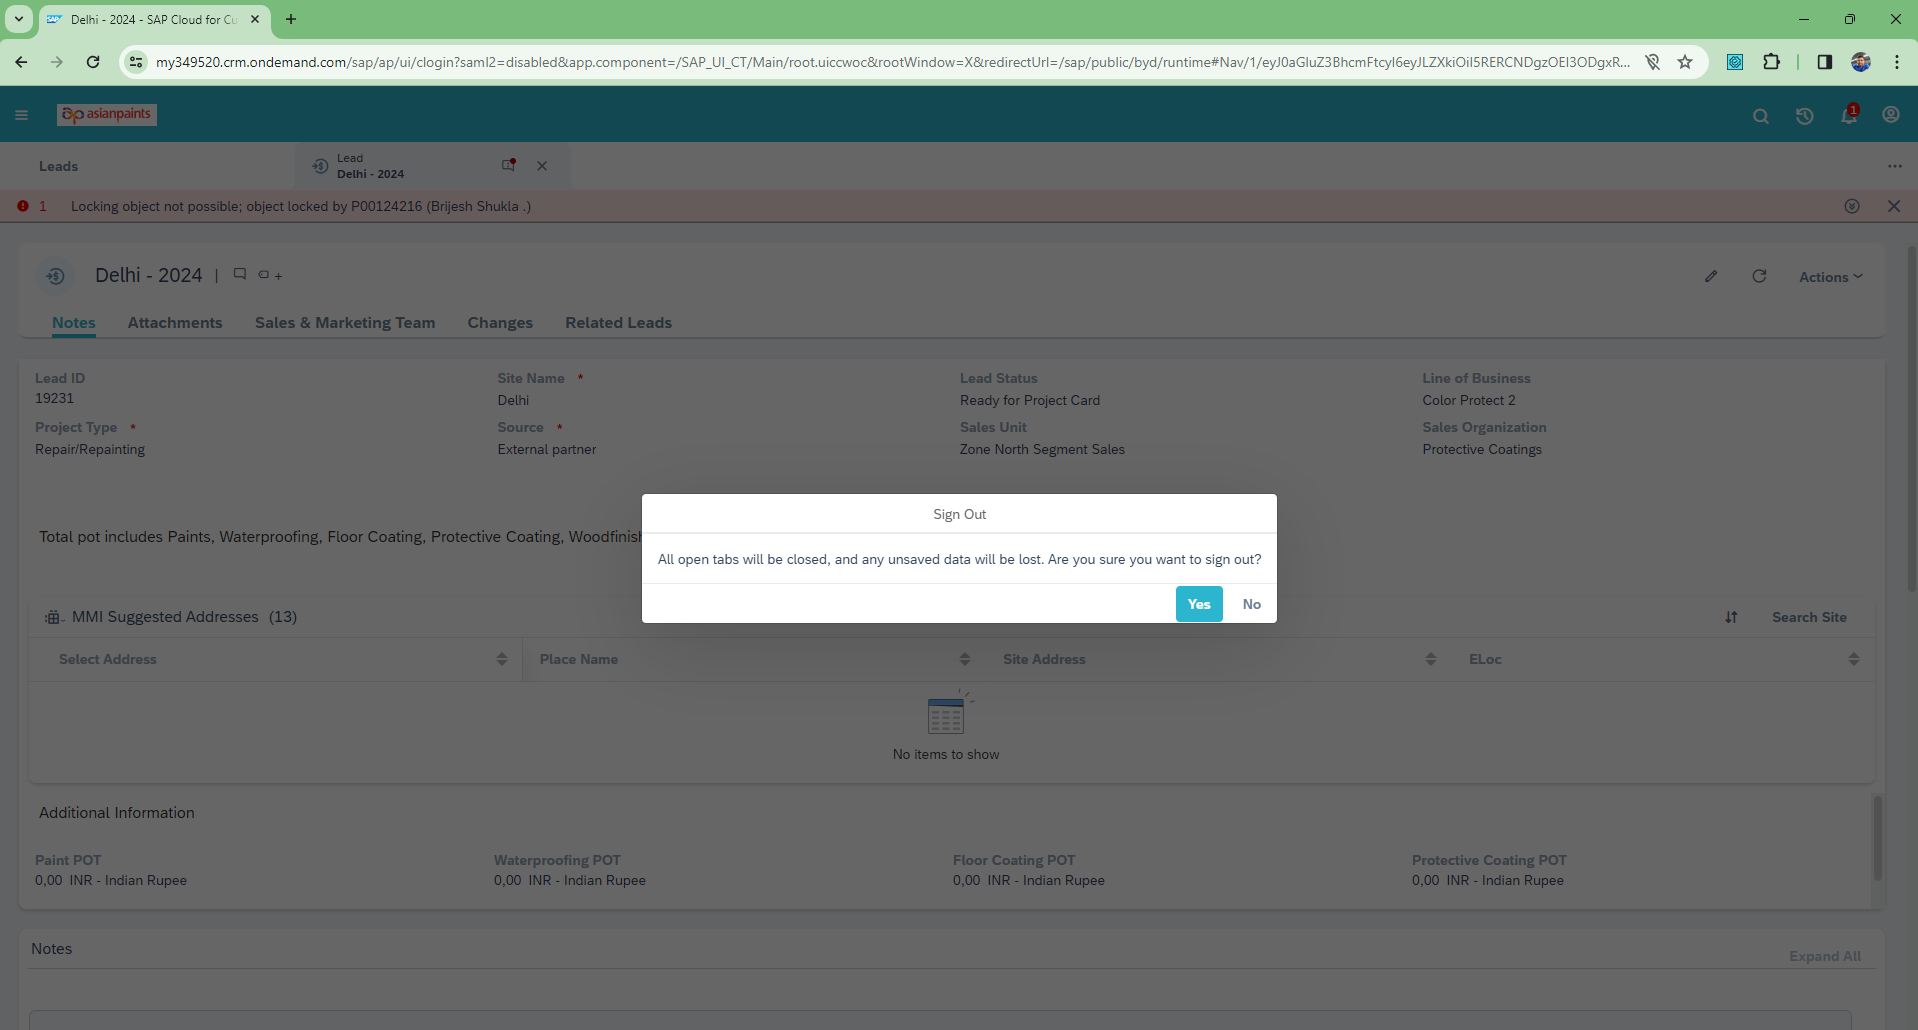 Delhi - 2024 - SAP Cloud for Cu
my349520.crm.ondemand.com/sap/ap/ui/clogin?saml2=disabled&app.component=/SAP_UI_CT/Main/root.uiccwoc&rootWindow=X&redirectUrl=/sap/public/byd/runtime#Nav/1/eyJ0aGluZ3BhcmFtcyI6eyJLZXkiOiI5RERCNDgzOEI3ODgxR...
asianpaints
1
Leads
Lead
Delhi - 2024
1 Locking object not possible; object locked by P00124216 (Brijesh Shukla .)
Delhi - 2024 | +
Actions
Notes Attachments Sales & Marketing Team Changes Related Leads
Lead ID Site Name * Lead Status Line of Business
19231 Delhi Ready for Project Card Color Protect 2
Project Type * Source * Sales Unit Sales Organization
Repair/Repainting External partner Zone North Segment Sales Protective Coatings
Total pot includes Paints, Waterproofing, Floor Coating, Protective Coating, Woodfinish
Sign Out
All open tabs will be closed, and any unsaved data will be lost. Are you sure you want to sign out?
Yes No
MMI Suggested Addresses (13) Search Site
Select Address Place Name Site Address ELoc
No items to show
Additional Information
Paint POT Waterproofing POT Floor Coating POT Protective Coating POT
0,00 INR - Indian Rupee 0,00 INR - Indian Rupee 0,00 INR - Indian Rupee 0,00 INR - Indian Rupee
Notes
Expand All